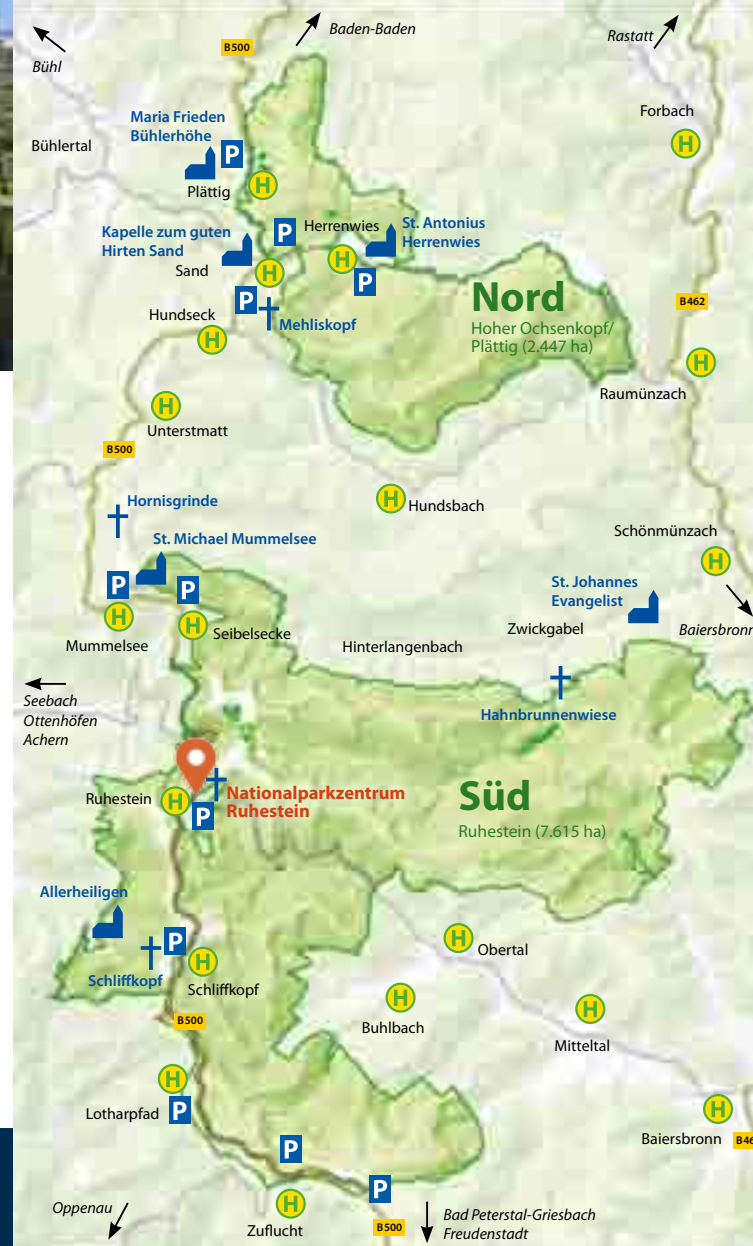 Baden-Baden
Rastatt
B500
Bühl
Forbach
Maria Frieden
Bühlerhöhe
P
Bühlertal
H
Plättig
H
Kapelle zum guten
Hirten Sand
P
Herrenwies
St. Antonius
Herrenwies
Sand
H
H
P
P
Nord
Hoher Ochsenkopf/
Plättig (2.447 ha)
B462
Hundseck
Mehliskopf
H
H
Raumünzach
H
Unterstmatt
B500
H
Hundsbach
Hornisgrinde
St. Michael Mummelsee
Schönmünzach
H
P
P
St. Johannes
Evangelist
H
H
Seibelsecke
Zwickgabel
Baiersbronn
Mummelsee
Hinterlangenbach
Seebach
Ottenhöfen
Achern
Hahnbrunnenwiese
Ruhestein
H
P
Nationalparkzentrum
Ruhestein
Süd
Ruhestein (7.615 ha)
Allerheiligen
P
H
Obertal
Schliffkopf
H
Schliffkopf
B500
H
Buhlbach
H
Mitteltal
H
Lotharpfad
P
H
Baiersbronn
B46
P
P
Oppenau
H
Zuflucht
B500
Bad Peterstal-Griesbach
Freudenstadt